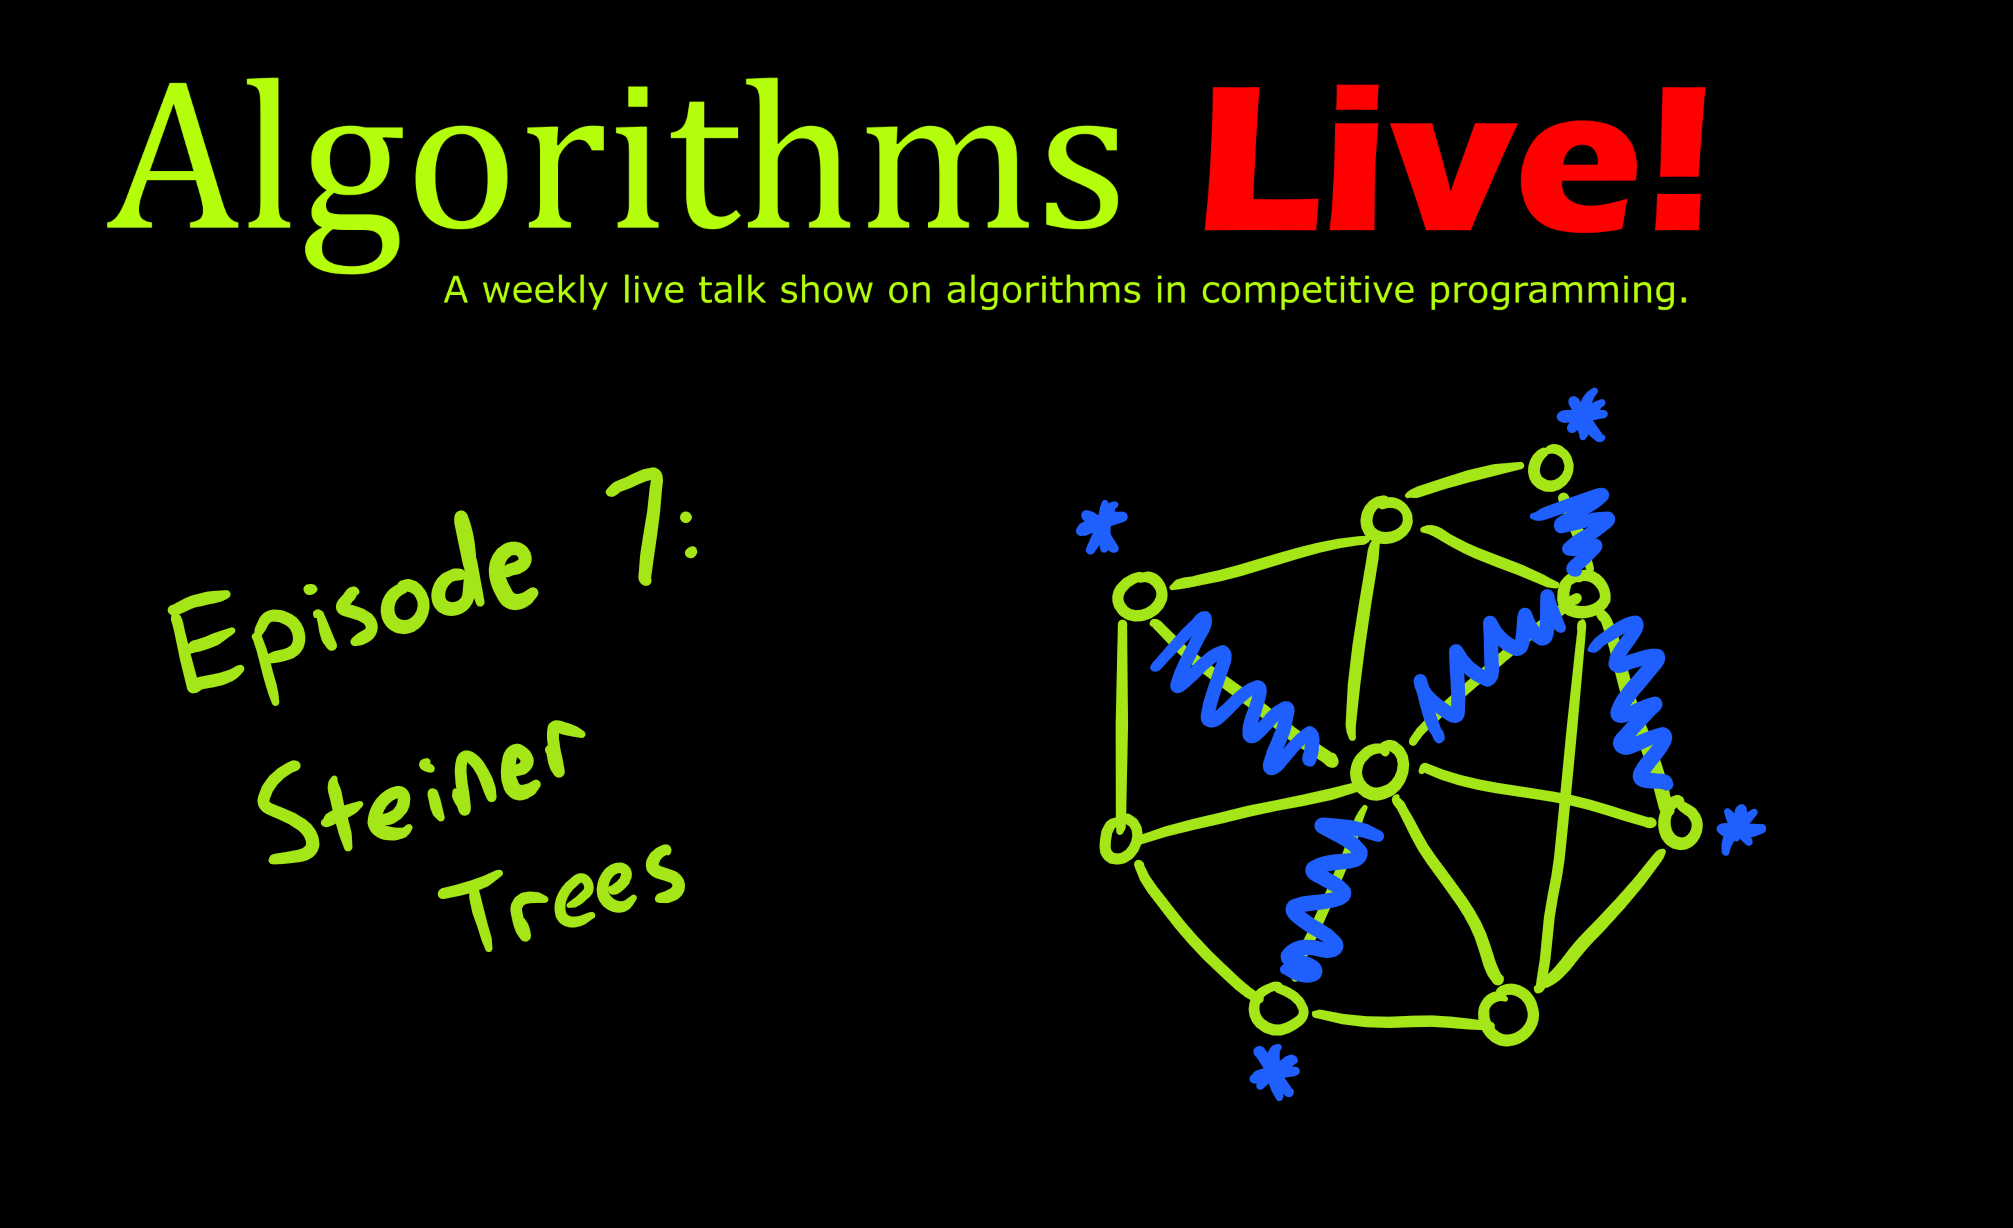 Algorithms Live!
A weekly live talk show on algorithms in competitive programming.
Episode 7:
Steiner
Trees